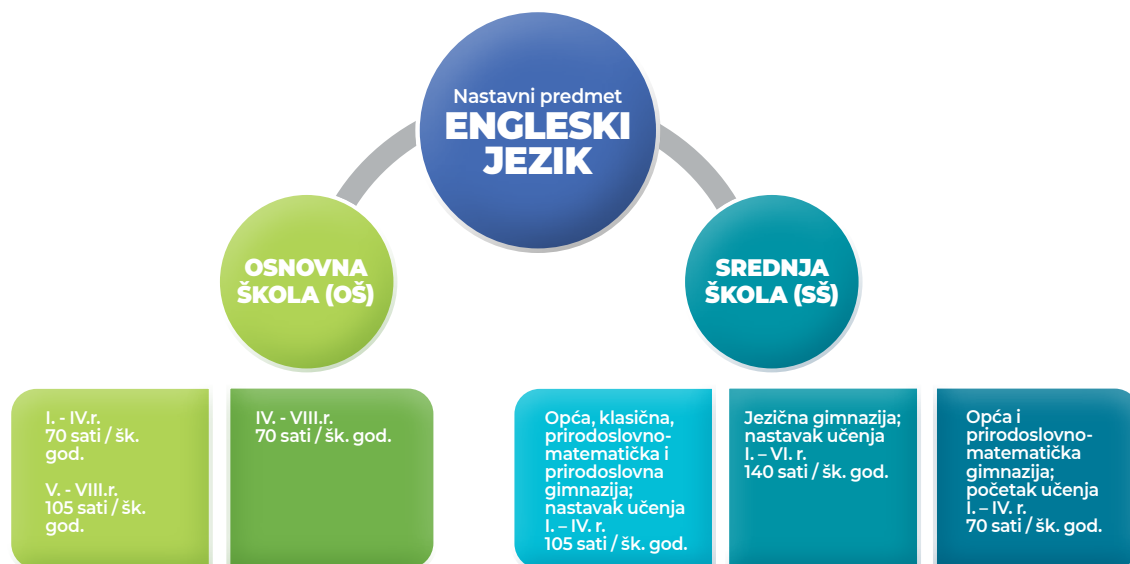 Nastavni predmet
ENGLESKI
JEZIK
OSNOVNA
ŠKOLA (OŠ)
SREDNJA
ŠKOLA (SŠ)
I. - IV.r.
70 sati / šk.
god.
V. - VIII.r.
105 sati / šk.
god.
IV. - VIII.r.
70 sati / šk. god.
Opća, klasična,
prirodoslovno-
matematička i
prirodoslovna
gimnazija;
nastavak učenja
I. – IV. r.
105 sati / šk. god.
Jezična gimnazija;
nastavak učenja
I. – VI. r.
140 sati / šk. god.
Opća i
prirodoslovno-
matematička
gimnazija;
početak učenja
I. – IV. r.
70 sati / šk. god.